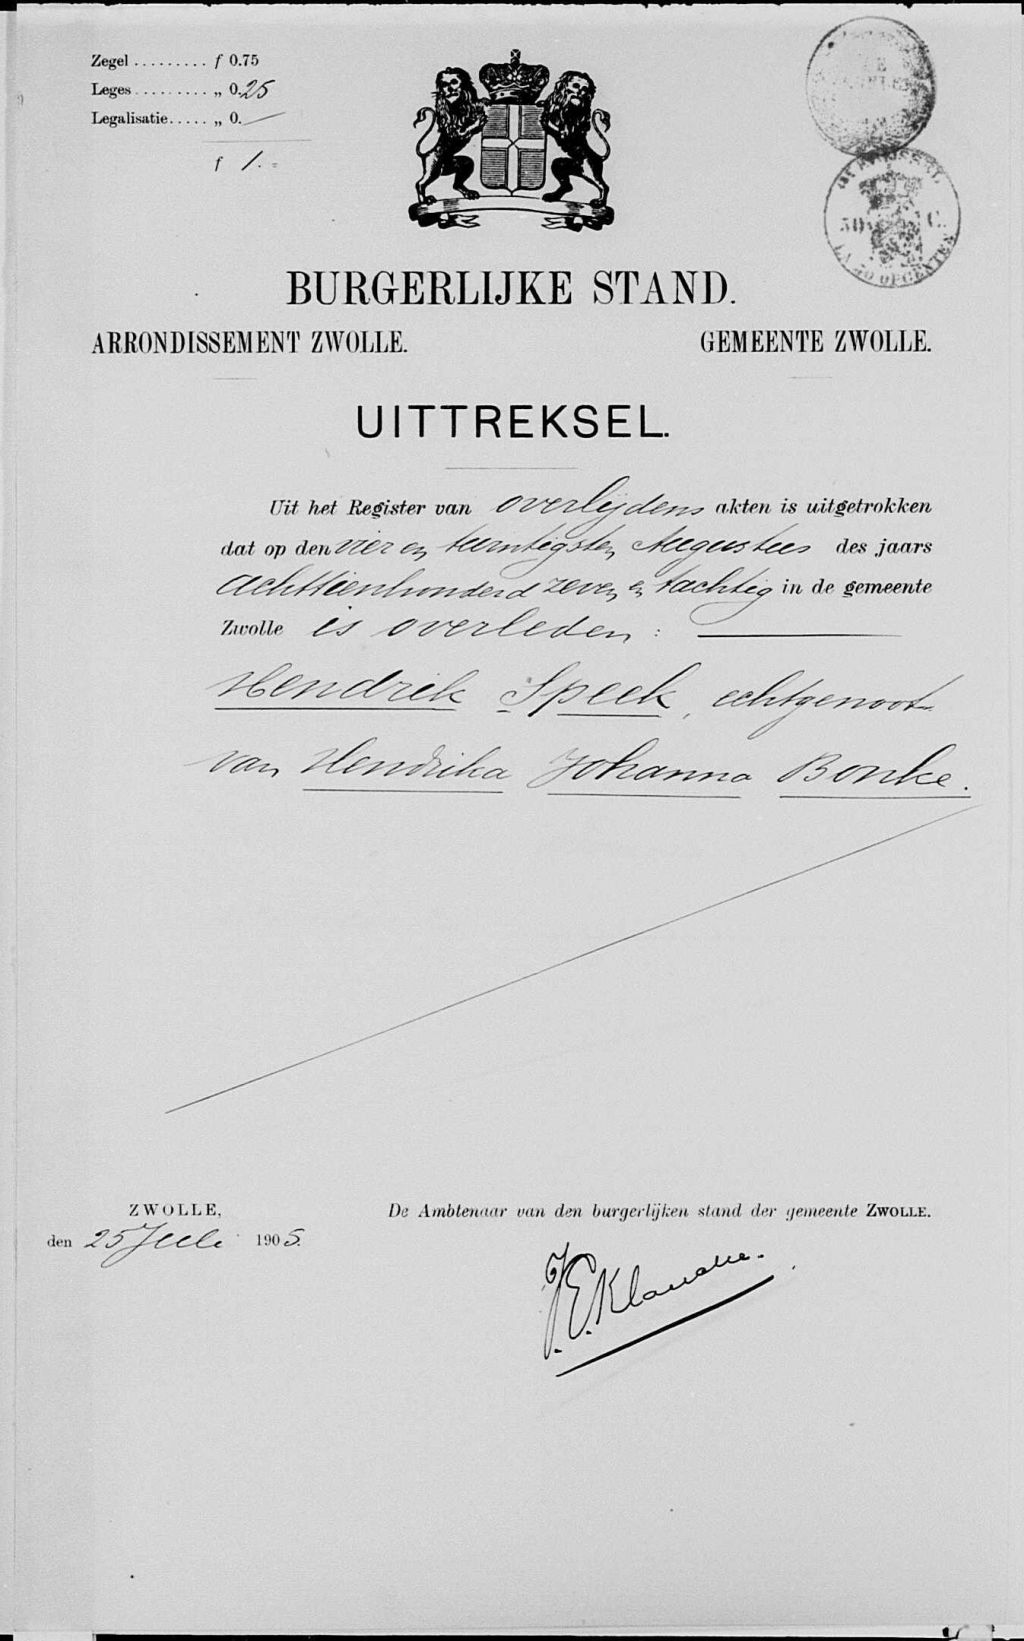 Zegel ......... f 0.75
Leges .......... „ 0.25
Legalisatie ..... „ 0.—
f 1.-
50 C.
BURGERLIJKE STAND.
ARRONDISSEMENT ZWOLLE. GEMEENTE ZWOLLE.
UITTREKSEL.
Uit het Register van overlijdens akten is uitgetrokken
dat op den vier en twintigsten Augustus des jaars
achttienhonderd zeven en tachtig in de gemeente
Zwolle is overleden :
Hendrik Speek, echtgenoot
van Hendrika Johanna Bonke.
ZWOLLE, De Ambtenaar van den burgerlijken stand der gemeente ZWOLLE.
den 25 Juli 1905.